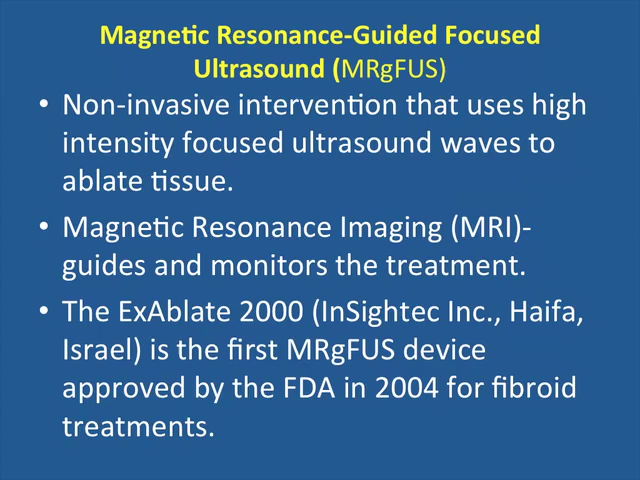 Magnetic Resonance-Guided Focused
Ultrasound (MRgFUS)
• Non-invasive intervention that uses high
intensity focused ultrasound waves to
ablate tissue.
• Magnetic Resonance Imaging (MRI)-
guides and monitors the treatment.
• The ExAblate 2000 (InSightec Inc., Haifa,
Israel) is the first MRgFUS device
approved by the FDA in 2004 for fibroid
treatments.